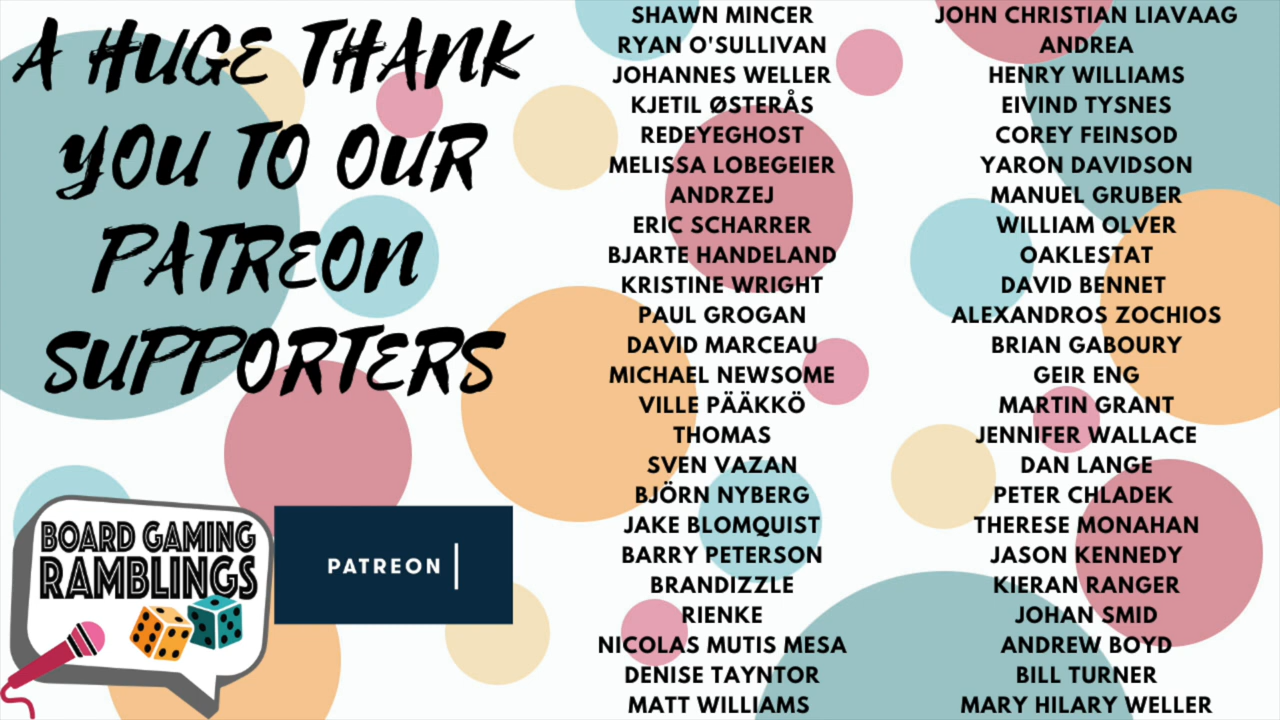 A HUGE THANK
YOU TO OUR
PATREON
SUPPORTERS
BOARD GAMING
RAMBLINGS
PATREON
SHAWN MINCER
RYAN O'SULLIVAN
JOHANNES WELLER
KJETIL ØSTERÅS
REDEYEGHOST
MELISSA LOBEGEIER
ANDRZEJ
ERIC SCHARRER
BJARTE HANDELAND
KRISTINE WRIGHT
PAUL GROGAN
DAVID MARCEAU
MICHAEL NEWSOME
VILLE PÄÄKKÖ
THOMAS
SVEN VAZAN
BJÖRN NYBERG
JAKE BLOMQUIST
BARRY PETERSON
BRANDIZZLE
RIENKE
NICOLAS MUTIS MESA
DENISE TAYNTOR
MATT WILLIAMS
JOHN CHRISTIAN LIAVAAG
ANDREA
HENRY WILLIAMS
EIVIND TYSNES
COREY FEINSOD
YARON DAVIDSON
MANUEL GRUBER
WILLIAM OLVER
OAKLESTAT
DAVID BENNET
ALEXANDROS ZOCHIOS
BRIAN GABOURY
GEIR ENG
MARTIN GRANT
JENNIFER WALLACE
DAN LANGE
PETER CHLADEK
THERESE MONAHAN
JASON KENNEDY
KIERAN RANGER
JOHAN SMID
ANDREW BOYD
BILL TURNER
MARY HILARY WELLER